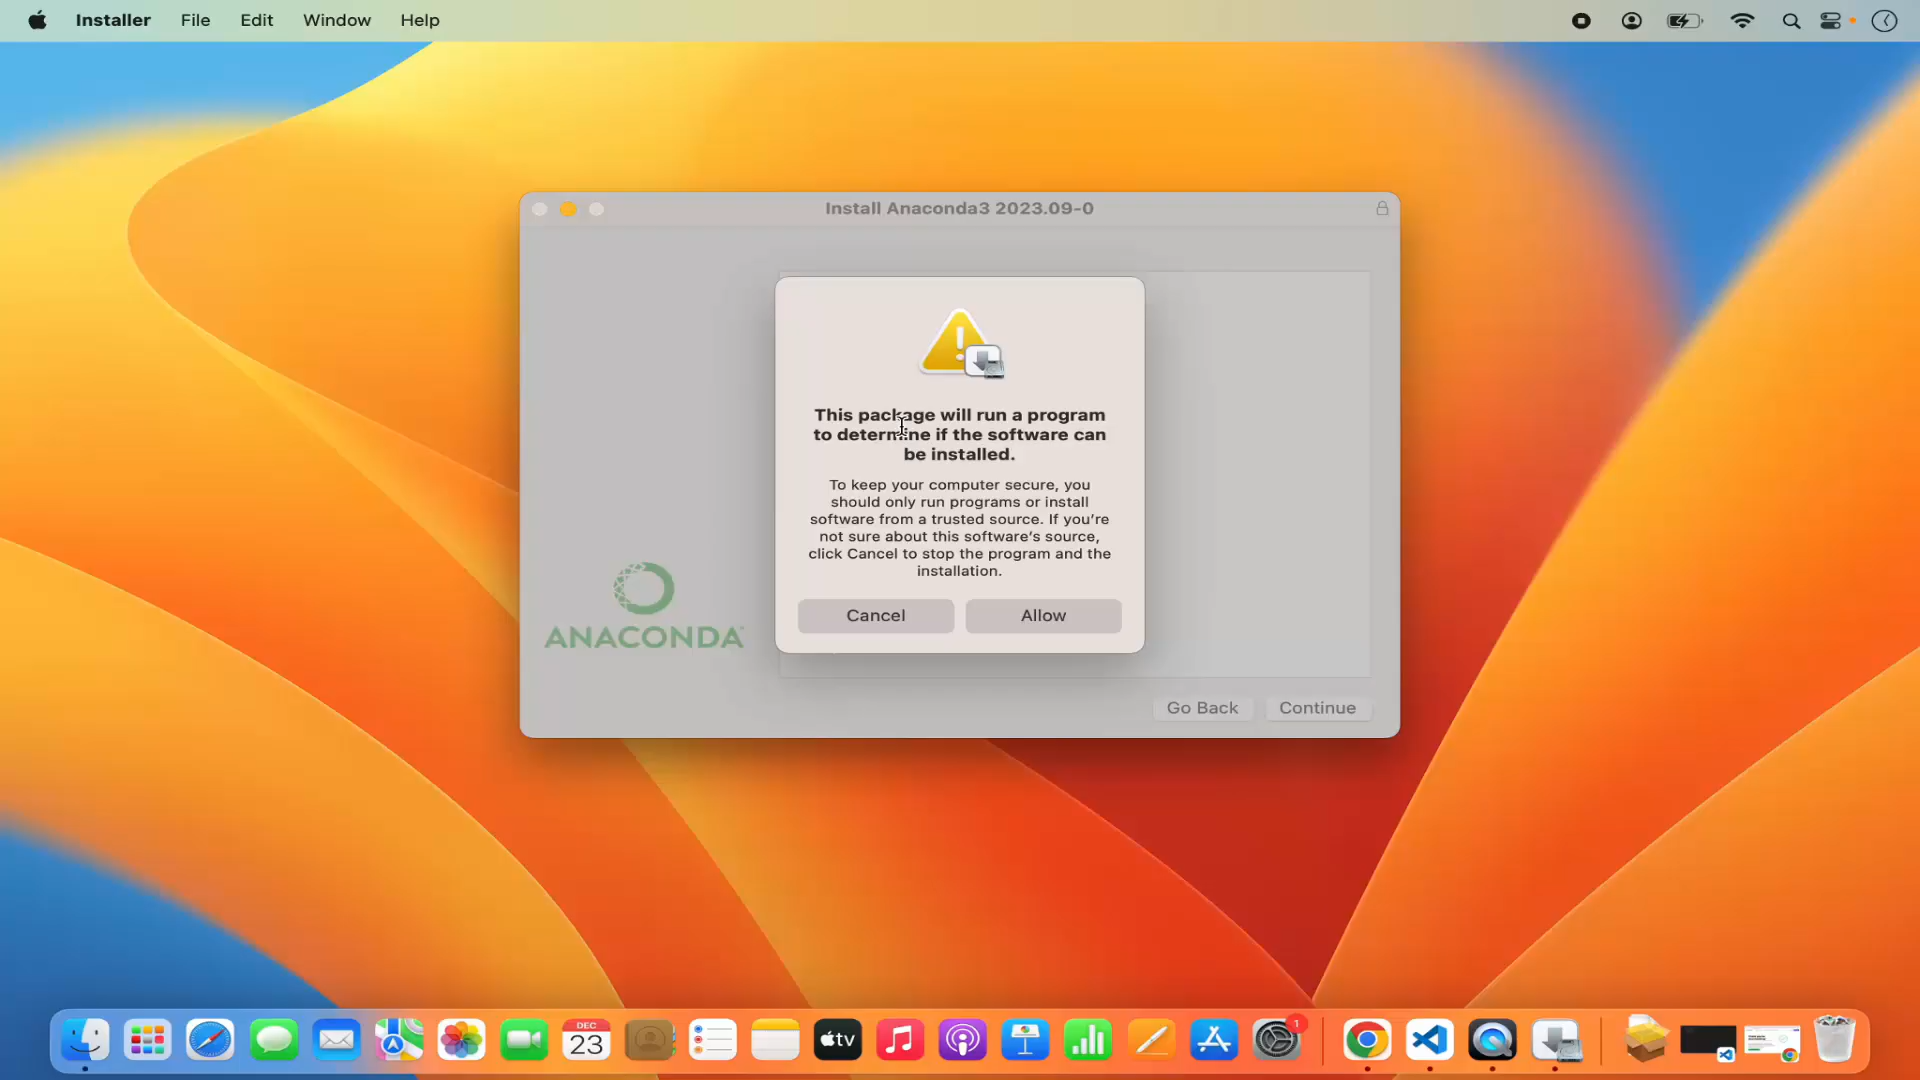 Installer File Edit Window Help
Install Anaconda3 2023.09-0
This package will run a program
to determine if the software can
be installed.
To keep your computer secure, you
should only run programs or install
software from a trusted source. If you're
not sure about this software's source,
click Cancel to stop the program and the
installation.
Cancel Allow
ANACONDA
Go Back Continue
DEC
23
tv
1